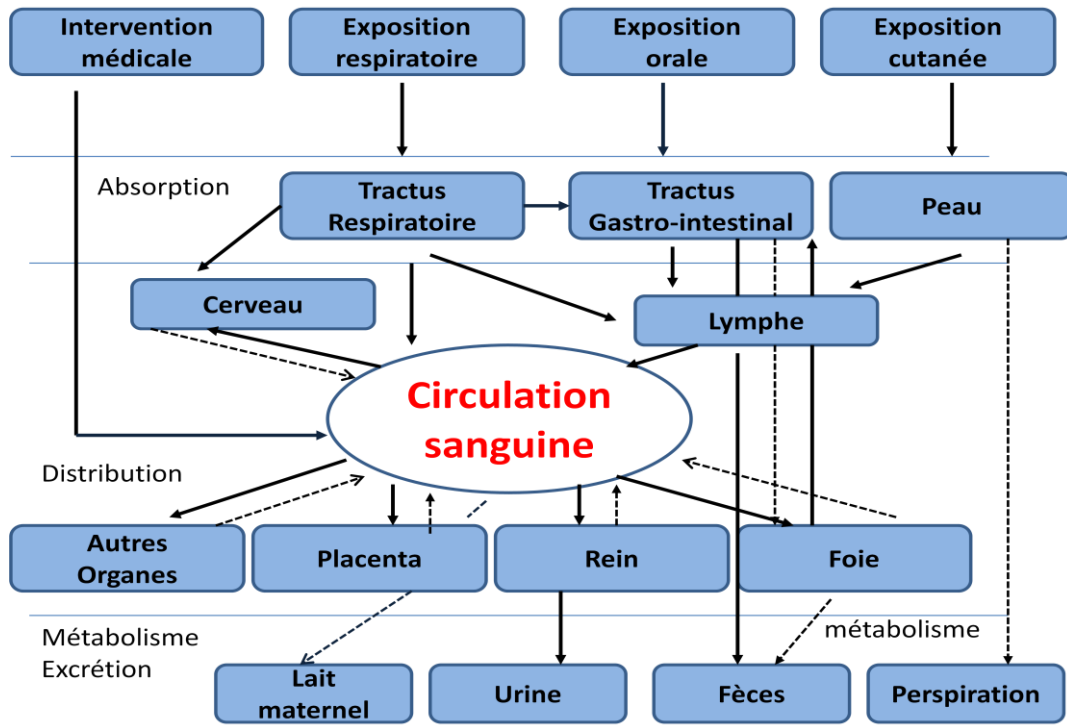 Intervention
médicale
Exposition
respiratoire
Exposition
orale
Exposition
cutanée
Absorption
Tractus
Respiratoire
Tractus
Gastro-intestinal
Peau
Cerveau
Lymphe
Circulation
sanguine
Distribution
Autres
Organes
Placenta
Rein
Foie
Métabolisme
Excrétion
métabolisme
Lait
maternel
Urine
Fèces
Perspiration